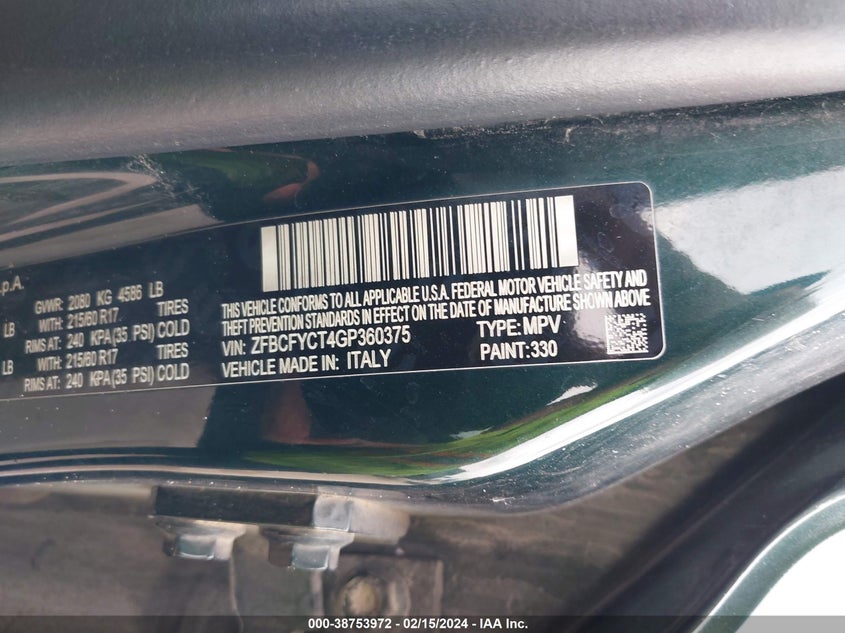 .p.A.
GVWR: 2080 KG 4586 LB
LB WITH: 215/60 R17 TIRES
RIMS AT: 240 KPA(35 PSI) COLD
LB WITH: 215/60 R17 TIRES
RIMS AT: 240 KPA(35 PSI) COLD
THIS VEHICLE CONFORMS TO ALL APPLICABLE U.S.A. FEDERAL MOTOR VEHICLE SAFETY AND
THEFT PREVENTION STANDARDS IN EFFECT ON THE DATE OF MANUFACTURE SHOWN ABOVE
VIN: ZFBCFYCT4GP360375 TYPE: MPV
VEHICLE MADE IN: ITALY PAINT:330
000-38753972 - 02/15/2024 - IAA Inc.